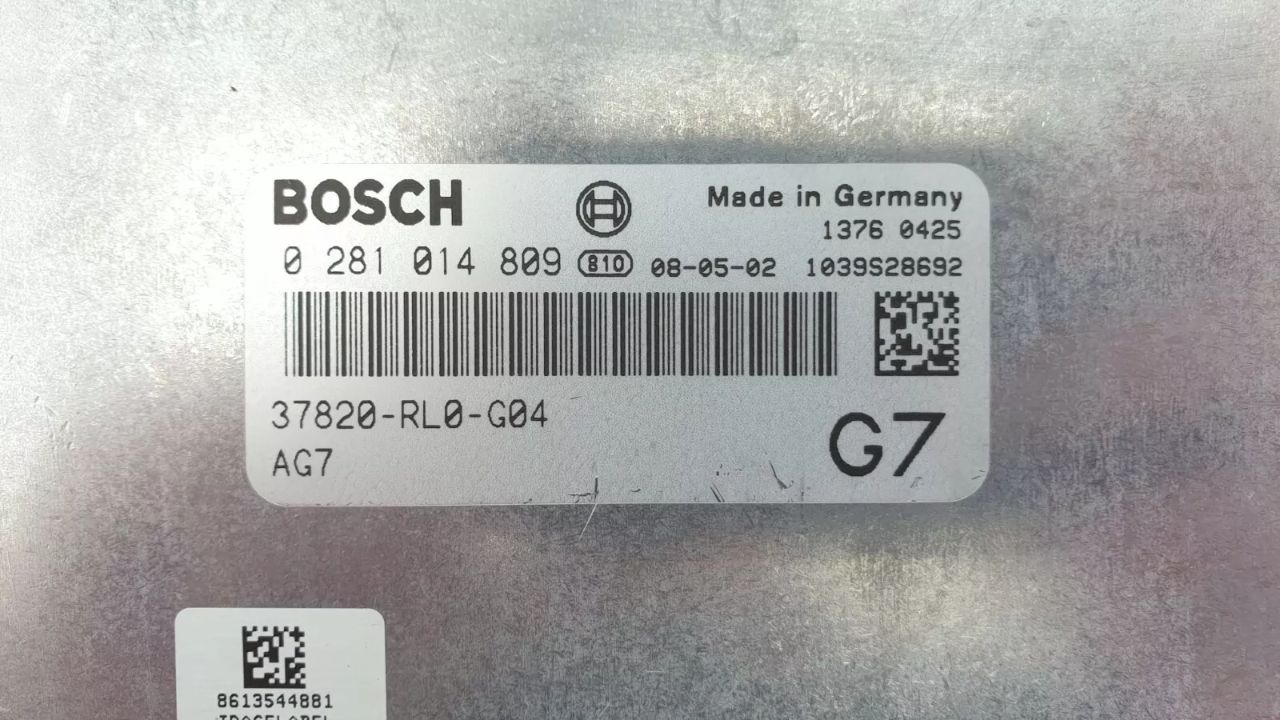 BOSCH
Made in Germany
1376 0425
0 281 014 809 810 08-05-02 1039S28692
37820-RL0-G04
AG7
G7
8613544881